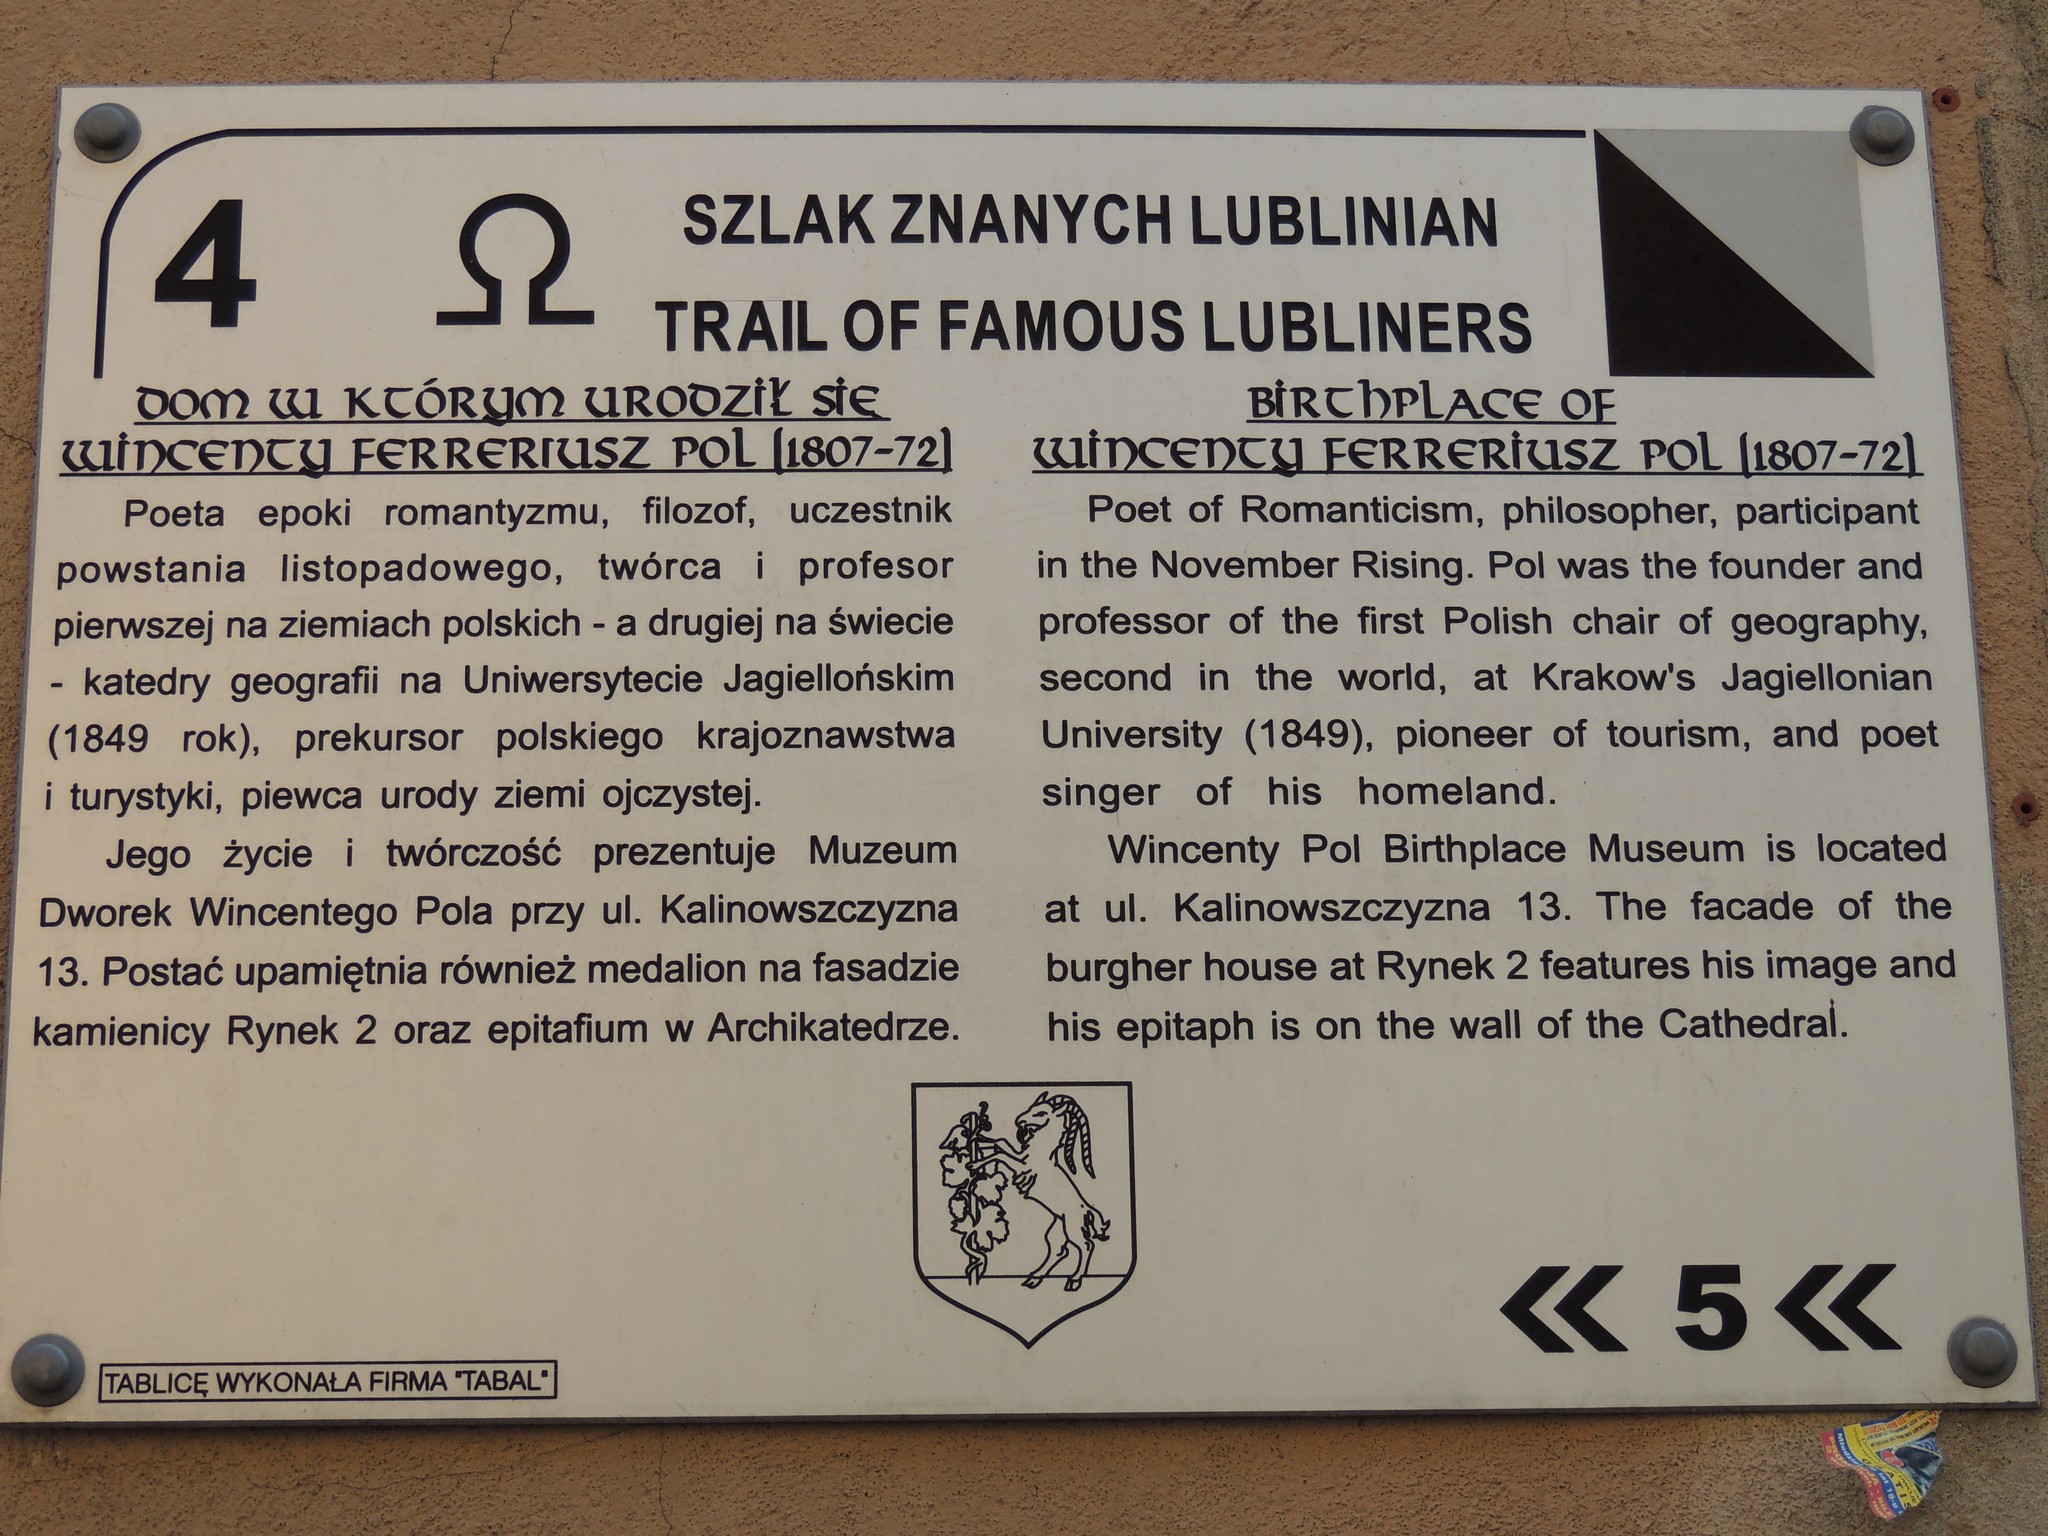 4 Ω SZLAK ZNANYCH LUBLINIAN
TRAIL OF FAMOUS LUBLINERS
DOM W KTÓRYM URODZIŁ SIĘ
WINCENTY FERRERIUSZ POL (1807-72)
Poeta epoki romantyzmu, filozof, uczestnik
powstania listopadowego, twórca i profesor
pierwszej na ziemiach polskich - a drugiej na świecie
- katedry geografii na Uniwersytecie Jagiellońskim
(1849 rok), prekursor polskiego krajoznawstwa
i turystyki, piewca urody ziemi ojczystej.
Jego życie i twórczość prezentuje Muzeum
Dworek Wincentego Pola przy ul. Kalinowszczyzna
13. Postać upamiętnia również medalion na fasadzie
kamienicy Rynek 2 oraz epitafium w Archikatedrze.
BIRTHPLACE OF
WINCENTY FERRERIUSZ POL (1807-72)
Poet of Romanticism, philosopher, participant
in the November Rising. Pol was the founder and
professor of the first Polish chair of geography,
second in the world, at Krakow's Jagiellonian
University (1849), pioneer of tourism, and poet
singer of his homeland.
Wincenty Pol Birthplace Museum is located
at ul. Kalinowszczyzna 13. The facade of the
burgher house at Rynek 2 features his image and
his epitaph is on the wall of the Cathedral.
« 5 «
TABLICĘ WYKONAŁA FIRMA "TABAL"